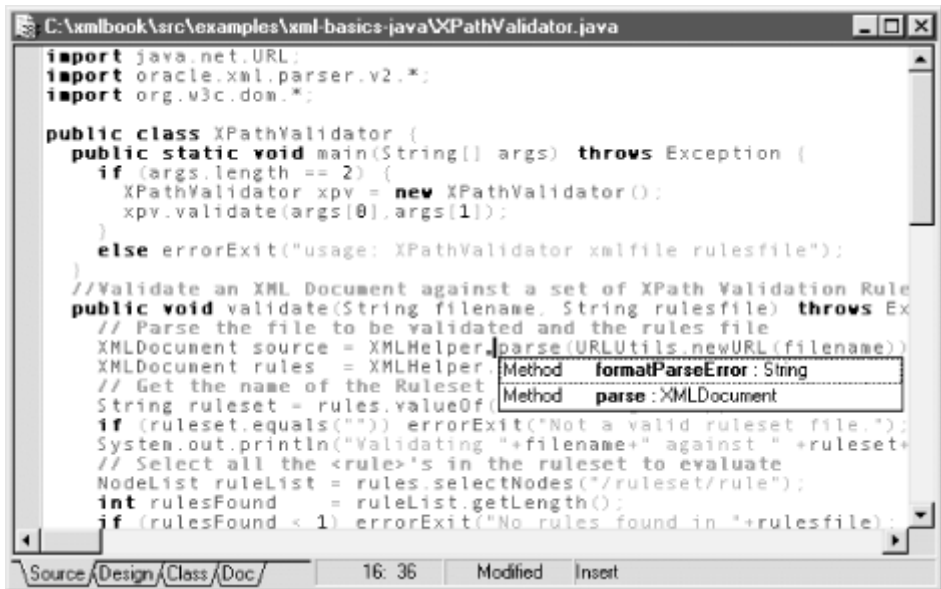 C:\xmlbook\src\examples\xml-basics-java\XPathValidator.java
import java.net.URL;
import oracle.xml.parser.v2.*;
import org.w3c.dom.*;
public class XPathValidator {
public static void main(String[] args) throws Exception {
if (args.length == 2) {
XPathValidator xpv = new XPathValidator();
xpv.validate(args[0],args[1]);
}
else errorExit("usage: XPathValidator xmlfile rulesfile");
}
//Validate an XML Document against a set of XPath Validation Rule
public void validate(String filename, String rulesfile) throws Ex
// Parse the file to be validated and the rules file
XMLDocument source = XMLHelper.parse(URLUtils.newURL(filename))
XMLDocument rules = XMLHelper.
Method formatParseError : String
// Get the name of the Ruleset
Method parse : XMLDocument
String ruleset = rules.valueOf(
if (ruleset.equals("")) errorExit("Not a valid ruleset file.");
System.out.println("Validating "+filename+" against " +ruleset+
// Select all the <rule>'s in the ruleset to evaluate
NodeList ruleList = rules.selectNodes("/ruleset/rule");
int rulesFound = ruleList.getLength();
if (rulesFound < 1) errorExit("No rules found in "+rulesfile);
Source Design Class Doc 16: 36 Modified Insert